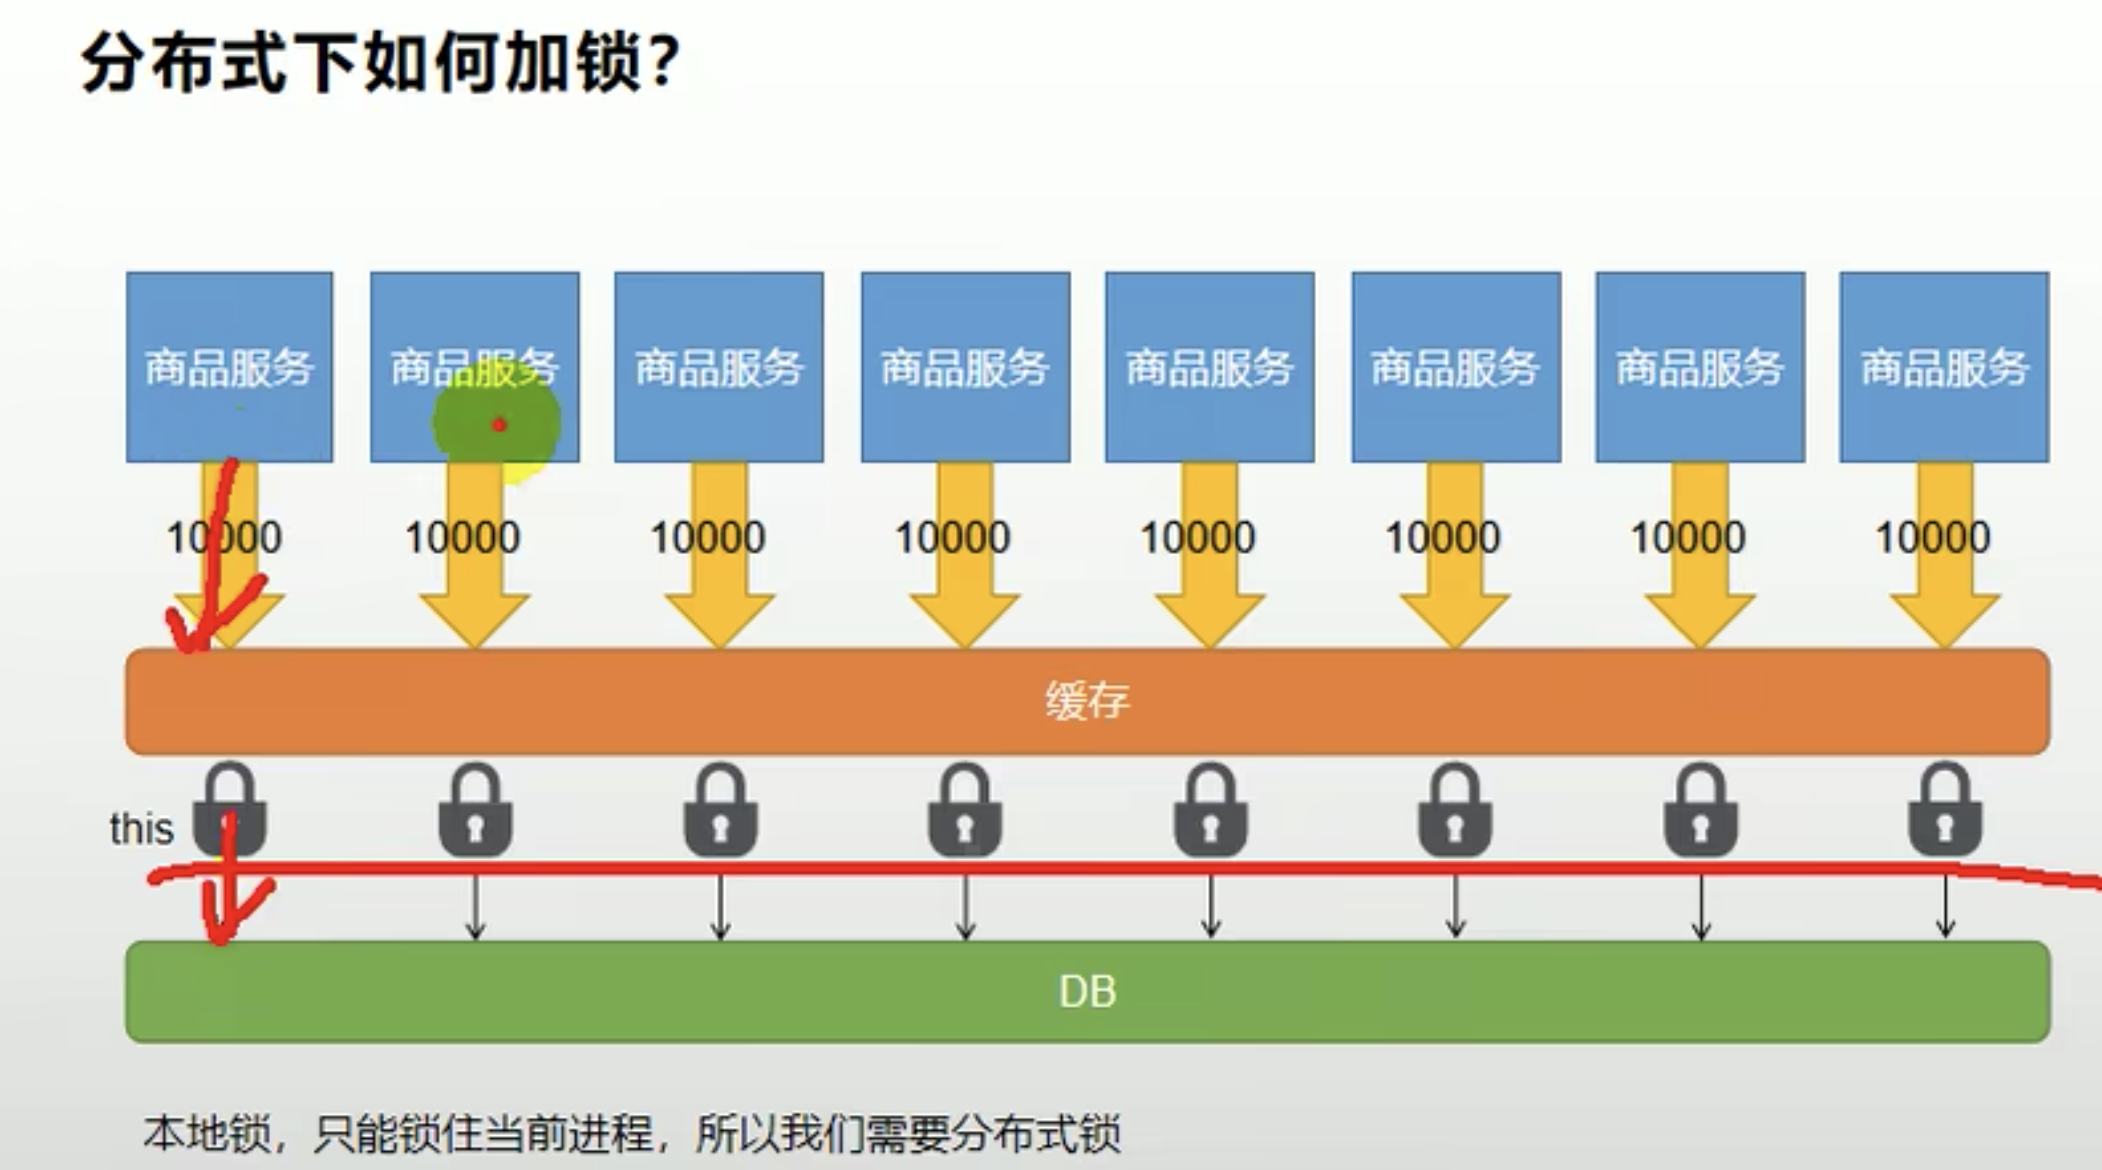 分布式下如何加锁？
商品服务 商品服务 商品服务 商品服务 商品服务 商品服务 商品服务 商品服务
10000 10000 10000 10000 10000 10000 10000 10000
缓存
this
DB
本地锁，只能锁住当前进程，所以我们需要分布式锁